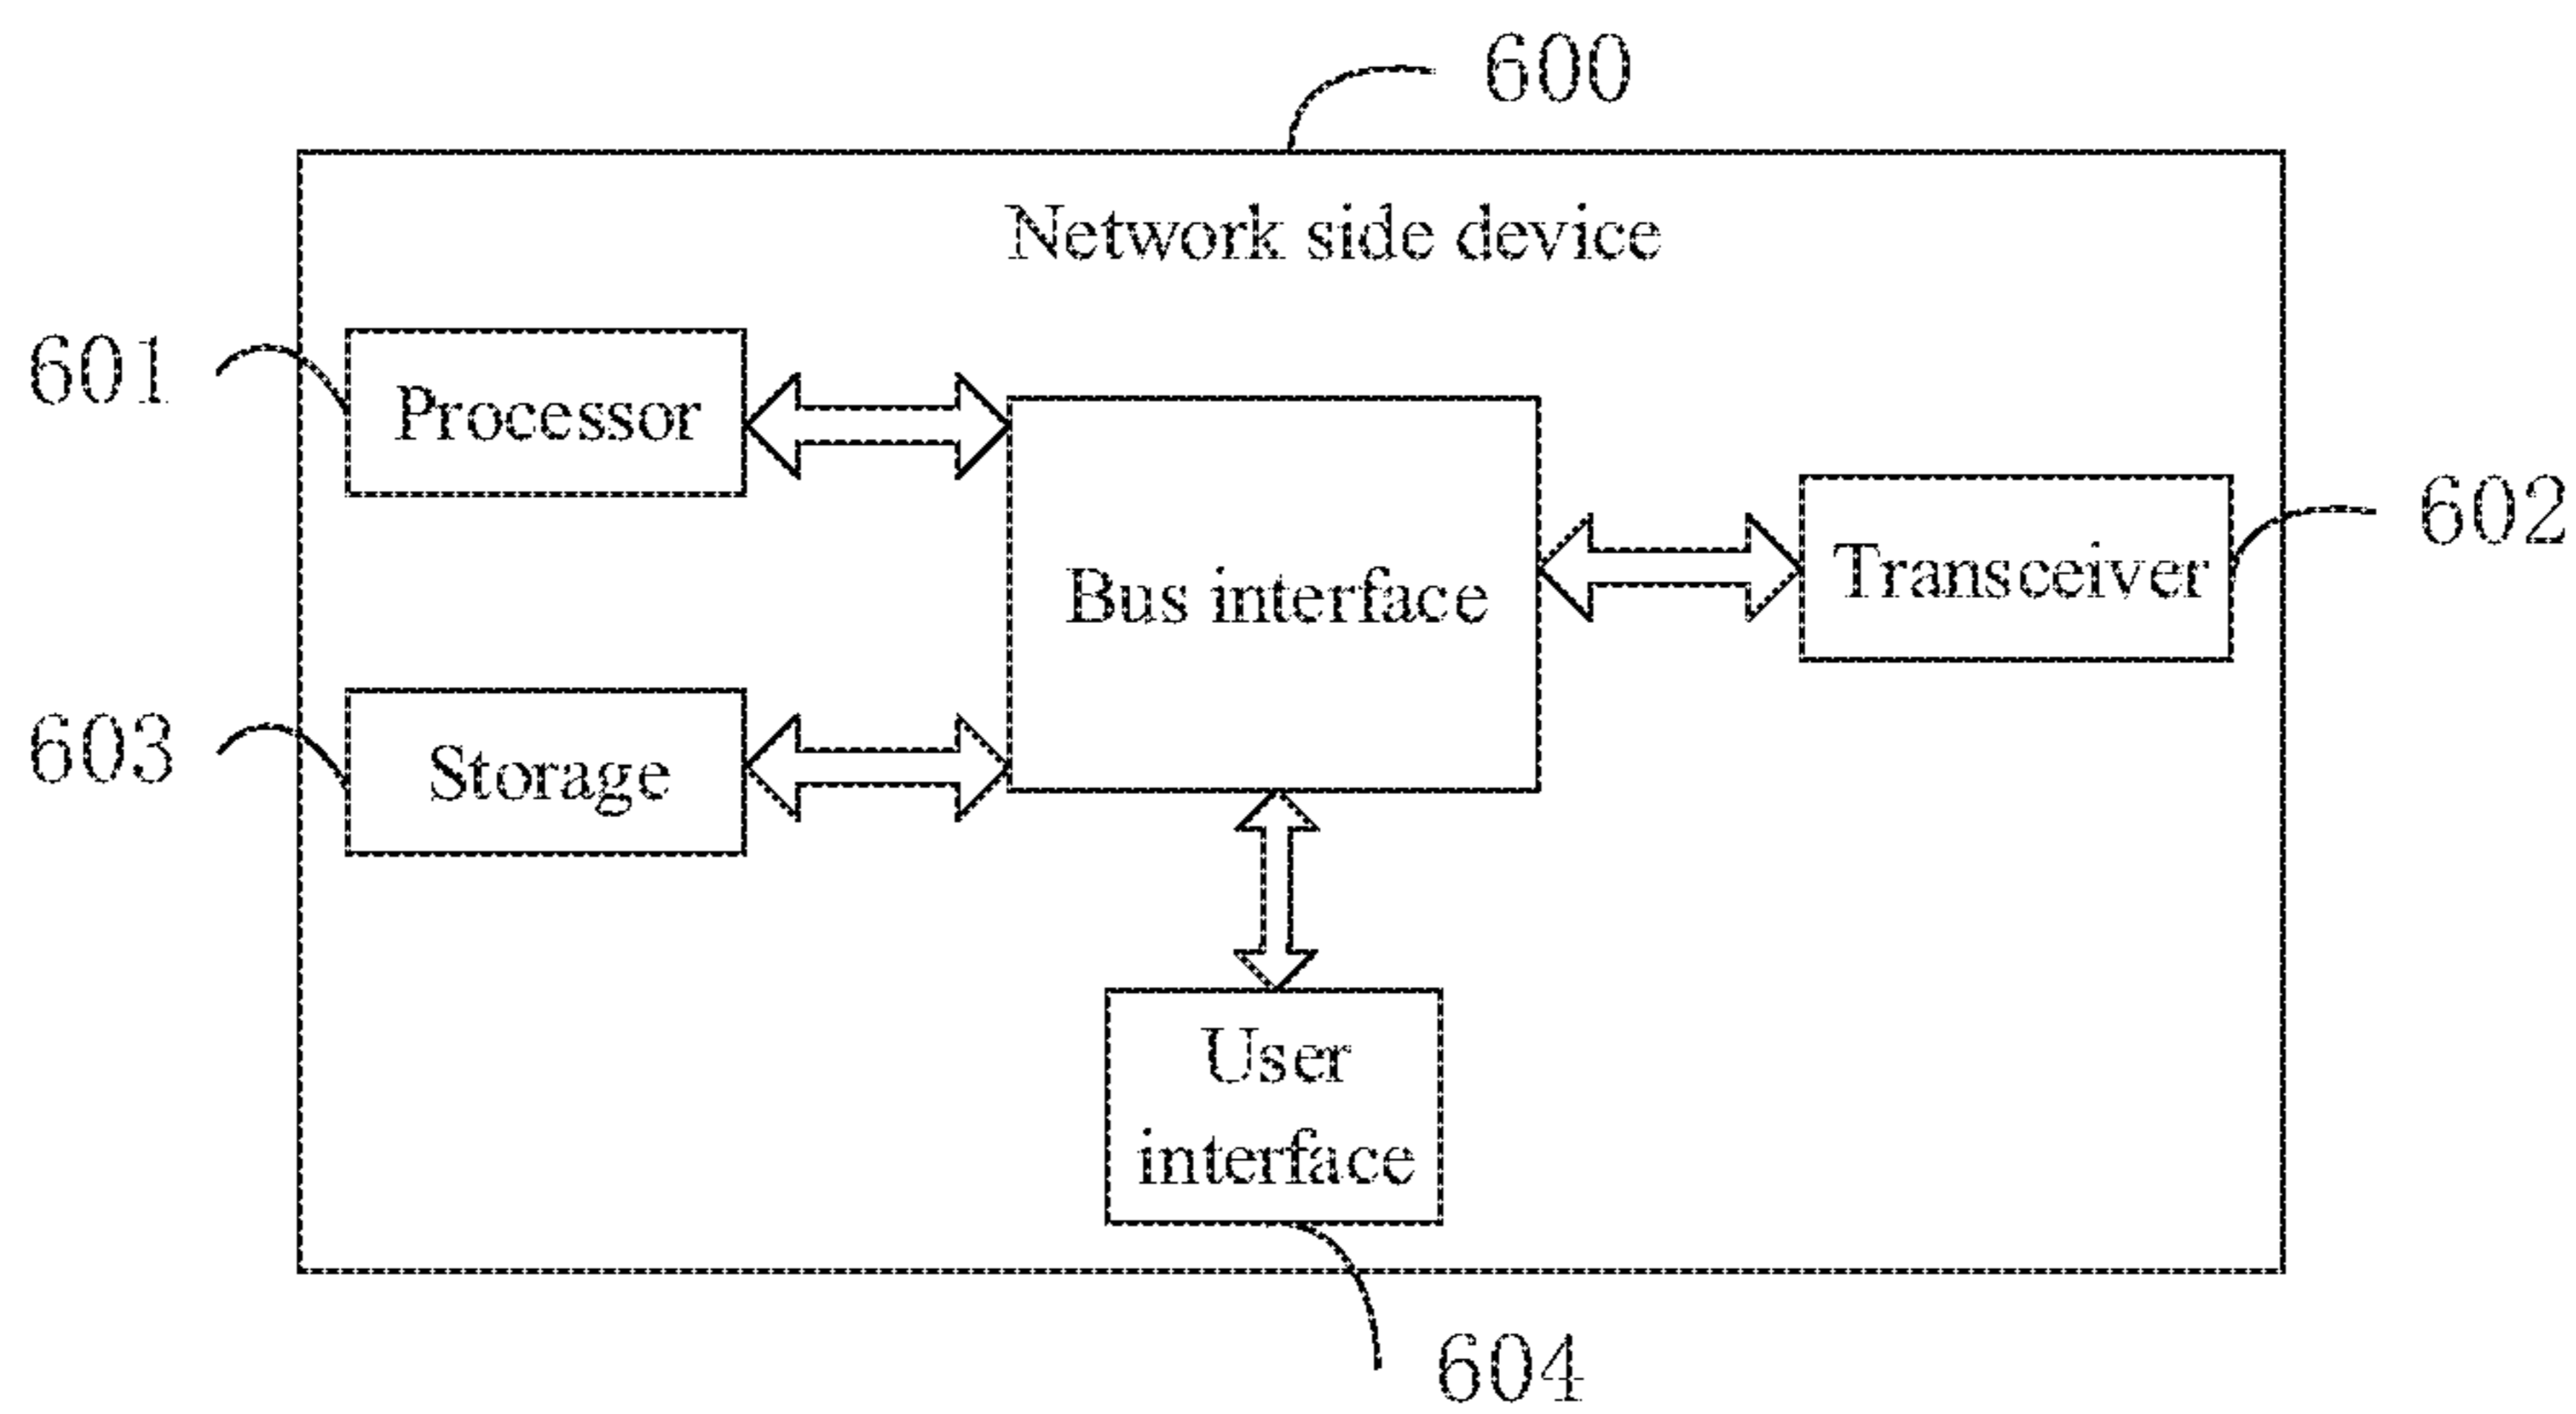 600
Network side device
601
Processor
Bus interface
Transceiver
602
603
Storage
User
interface
604